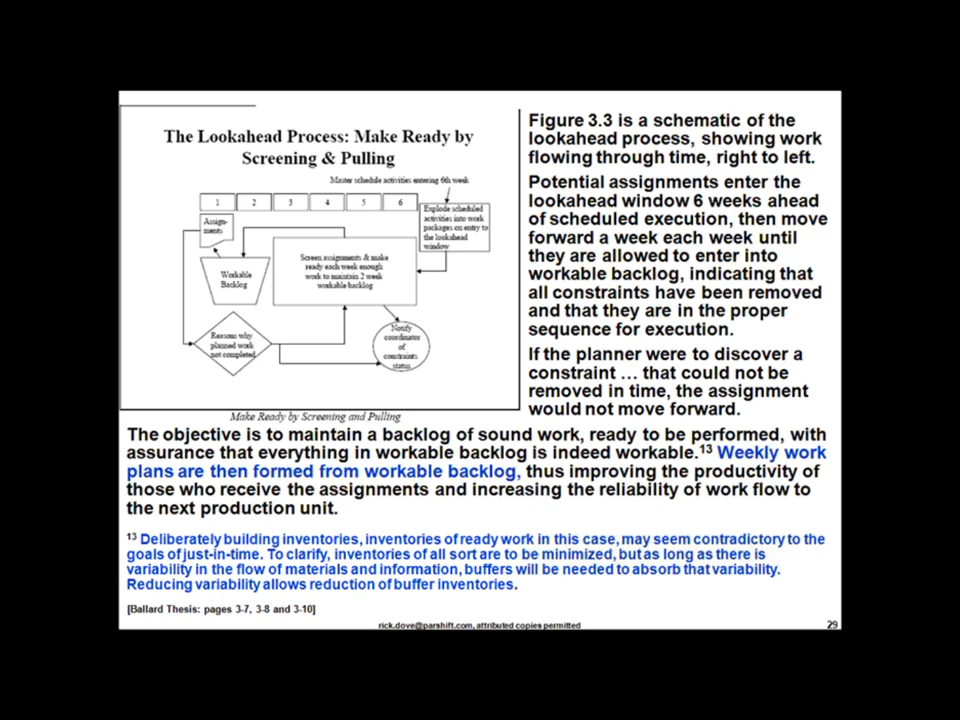 The Lookahead Process: Make Ready by
Screening & Pulling
Master schedule activities entering 6th week
1 2 3 4 5 6
Assign-
ments
Explode scheduled
activities into work
packages on entry to
the lookahead
window
Screen assignments & make
ready each week enough
work to maintain 2 week
workable backlog
Workable
Backlog
Reasons why
planned work
not completed
Notify
coordinator
of
constraints
status
Make Ready by Screening and Pulling
Figure 3.3 is a schematic of the
lookahead process, showing work
flowing through time, right to left.
Potential assignments enter the
lookahead window 6 weeks ahead
of scheduled execution, then move
forward a week each week until
they are allowed to enter into
workable backlog, indicating that
all constraints have been removed
and that they are in the proper
sequence for execution.
If the planner were to discover a
constraint … that could not be
removed in time, the assignment
would not move forward.
The objective is to maintain a backlog of sound work, ready to be performed, with
assurance that everything in workable backlog is indeed workable.¹³ Weekly work
plans are then formed from workable backlog, thus improving the productivity of
those who receive the assignments and increasing the reliability of work flow to
the next production unit.
¹³ Deliberately building inventories, inventories of ready work in this case, may seem contradictory to the
goals of just-in-time. To clarify, inventories of all sort are to be minimized, but as long as there is
variability in the flow of materials and information, buffers will be needed to absorb that variability.
Reducing variability allows reduction of buffer inventories.
[Ballard Thesis: pages 3-7, 3-8 and 3-10]
rick.dove@parshift.com, attributed copies permitted
29